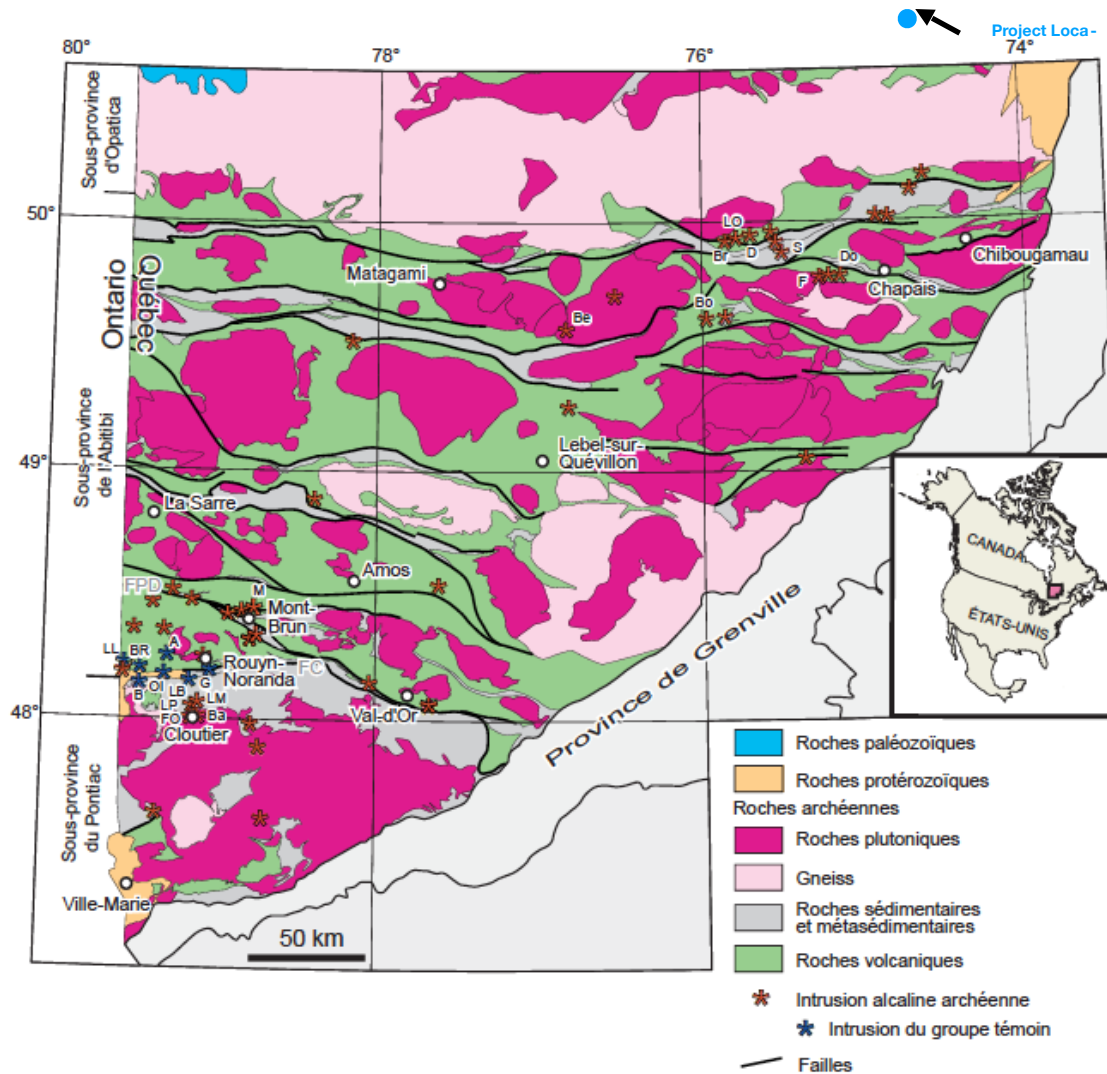 Project Loca-
80°
78°
76°
74°
Sous-province
d'Opatica
50°
LO
Br
D
S
Do
F
Chibougamau
Chapais
Matagami
Ontario
Québec
Be
Bo
Sous-province
de l'Abitibi
49°
Lebel-sur-
Quévillon
La Sarre
Amos
FPD
M
Mont-
Brun
A
LL
BR
Rouyn-
Noranda
FC
B
OI
LB
G
LP
LM
FO
Ba
Cloutier
48°
Val-d'Or
Province de Grenville
Sous-province
du Pontiac
L
Ville-Marie
50 km
CANADA
ÉTATS-UNIS
Roches paléozoïques
Roches protérozoïques
Roches archéennes
Roches plutoniques
Gneiss
Roches sédimentaires
et métasédimentaires
Roches volcaniques
Intrusion alcaline archéenne
Intrusion du groupe témoin
Failles